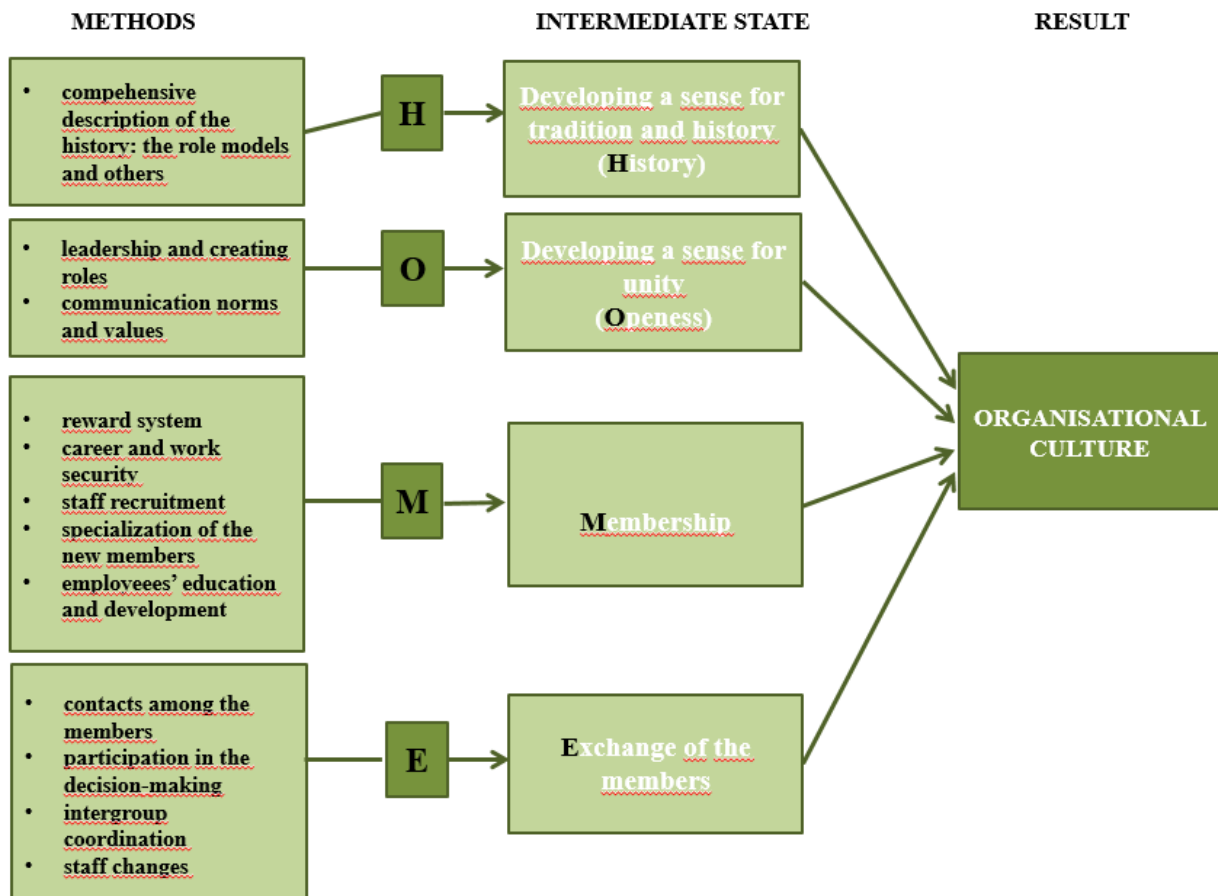 METHODS
INTERMEDIATE STATE
RESULT
• compehensive
description of the
history: the role models
and others
H
Developing a sense for
tradition and history
(History)
• leadership and creating
roles
• communication norms
and values
O
Developing a sense for
unity
(Openess)
• reward system
• career and work
security
• staff recruitment
• specialization of the
new members
• employeees’ education
and development
M
Membership
• contacts among the
members
• participation in the
decision-making
• intergroup
coordination
• staff changes
E
Exchange of the
members
ORGANISATIONAL
CULTURE